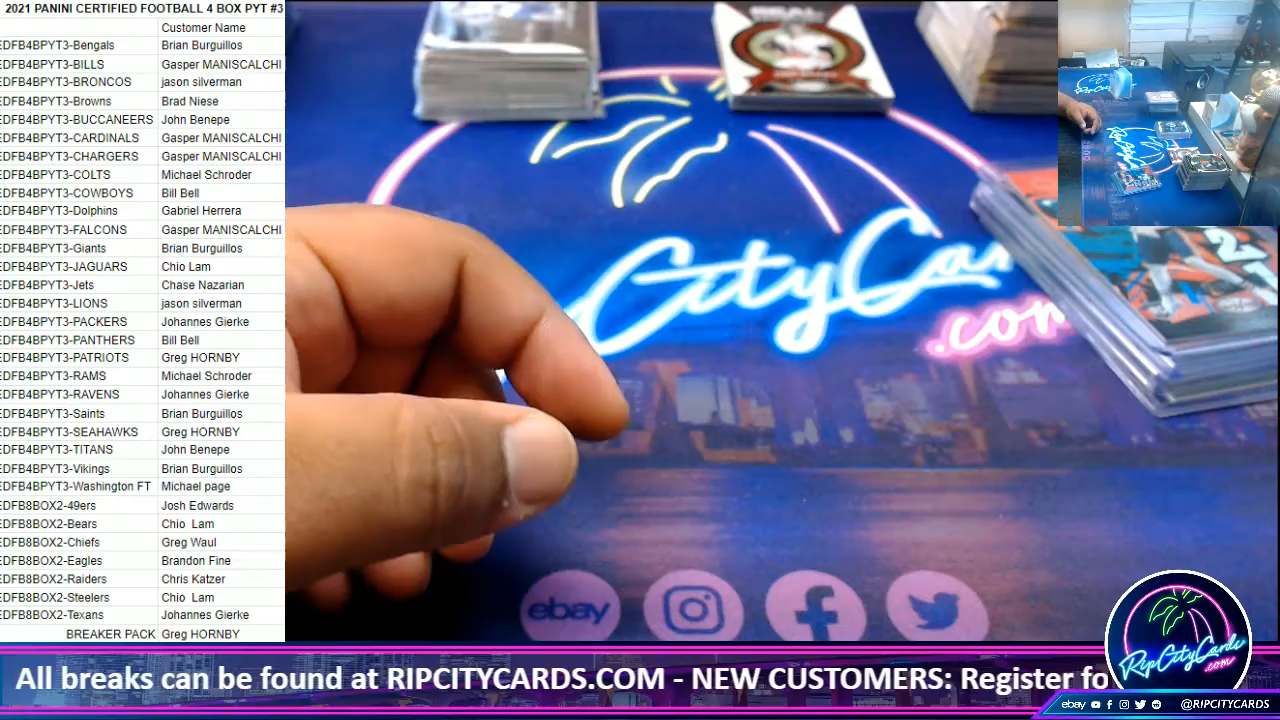 2021 PANINI CERTIFIED FOOTBALL 4 BOX PYT #3
Customer Name
EDFB4BPYT3-Bengals Brian Burguillos
EDFB4BPYT3-BILLS Gasper MANISCALCHI
EDFB4BPYT3-BRONCOS jason silverman
EDFB4BPYT3-Browns Brad Niese
EDFB4BPYT3-BUCCANEERS John Benepe
EDFB4BPYT3-CARDINALS Gasper MANISCALCHI
EDFB4BPYT3-CHARGERS Gasper MANISCALCHI
EDFB4BPYT3-COLTS Michael Schroder
EDFB4BPYT3-COWBOYS Bill Bell
EDFB4BPYT3-Dolphins Gabriel Herrera
EDFB4BPYT3-FALCONS Gasper MANISCALCHI
EDFB4BPYT3-Giants Brian Burguillos
EDFB4BPYT3-JAGUARS Chio Lam
EDFB4BPYT3-Jets Chase Nazarian
EDFB4BPYT3-LIONS jason silverman
EDFB4BPYT3-PACKERS Johannes Gierke
EDFB4BPYT3-PANTHERS Bill Bell
EDFB4BPYT3-PATRIOTS Greg HORNBY
EDFB4BPYT3-RAMS Michael Schroder
EDFB4BPYT3-RAVENS Johannes Gierke
EDFB4BPYT3-Saints Brian Burguillos
EDFB4BPYT3-SEAHAWKS Greg HORNBY
EDFB4BPYT3-TITANS John Benepe
EDFB4BPYT3-Vikings Brian Burguillos
EDFB4BPYT3-Washington FT Michael page
EDFB8BOX2-49ers Josh Edwards
EDFB8BOX2-Bears Chio Lam
EDFB8BOX2-Chiefs Greg Waul
EDFB8BOX2-Eagles Brandon Fine
EDFB8BOX2-Raiders Chris Katzer
EDFB8BOX2-Steelers Chio Lam
EDFB8BOX2-Texans Johannes Gierke
BREAKER PACK Greg HORNBY
CityCar
.com
ebay
All breaks can be found at RIPCITYCARDS.COM - NEW CUSTOMERS: Register fo
RipCityCards
.com
ebay @RIPCITYCARDS